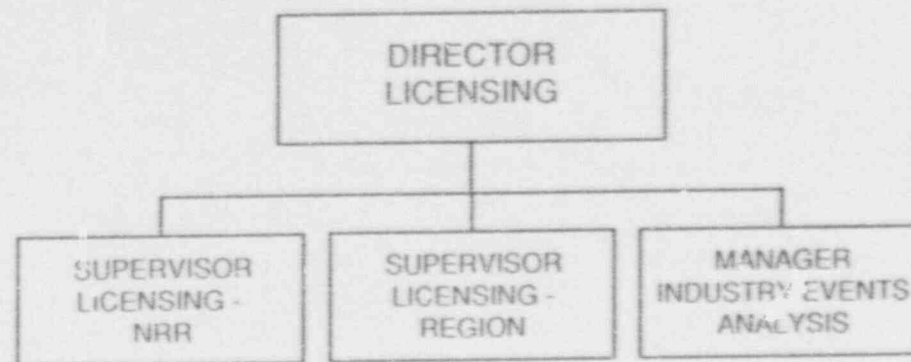 DIRECTOR
LICENSING
SUPERVISOR
LICENSING -
NRR
SUPERVISOR
LICENSING -
REGION
MANAGER
INDUSTRY EVENTS
ANALYSIS